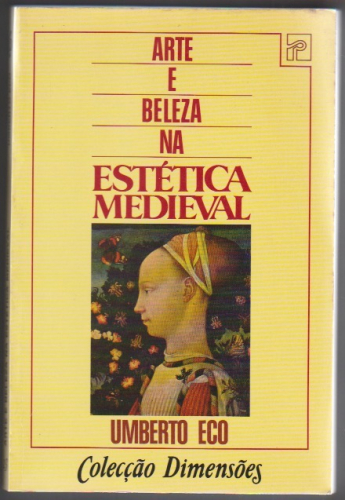 ARTE
E
BELEZA
NA
ESTÉTICA
MEDIEVAL
UMBERTO ECO
Colecção Dimensões